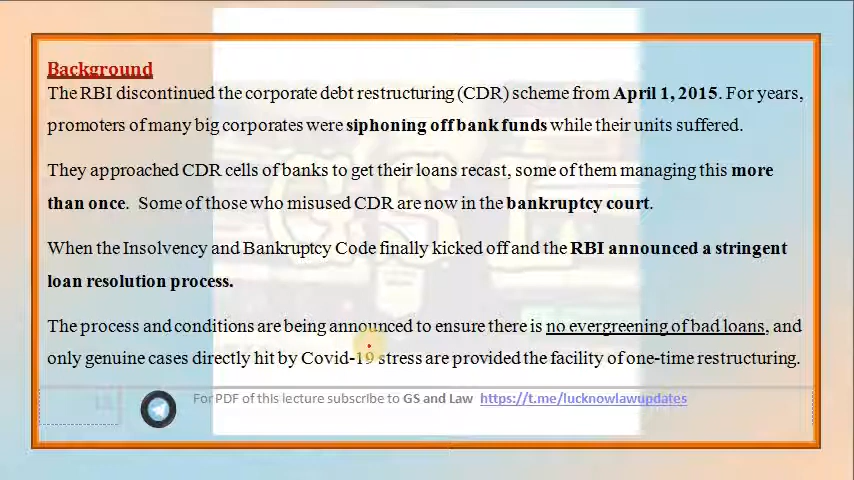 Background
The RBI discontinued the corporate debt restructuring (CDR) scheme from April 1, 2015. For years,
promoters of many big corporates were siphoning off bank funds while their units suffered.
They approached CDR cells of banks to get their loans recast, some of them managing this more
than once. Some of those who misused CDR are now in the bankruptcy court.
When the Insolvency and Bankruptcy Code finally kicked off and the RBI announced a stringent
loan resolution process.
The process and conditions are being announced to ensure there is no evergreening of bad loans, and
only genuine cases directly hit by Covid-19 stress are provided the facility of one-time restructuring.
For PDF of this lecture subscribe to GS and Law https://t.me/lucknowlawupdates